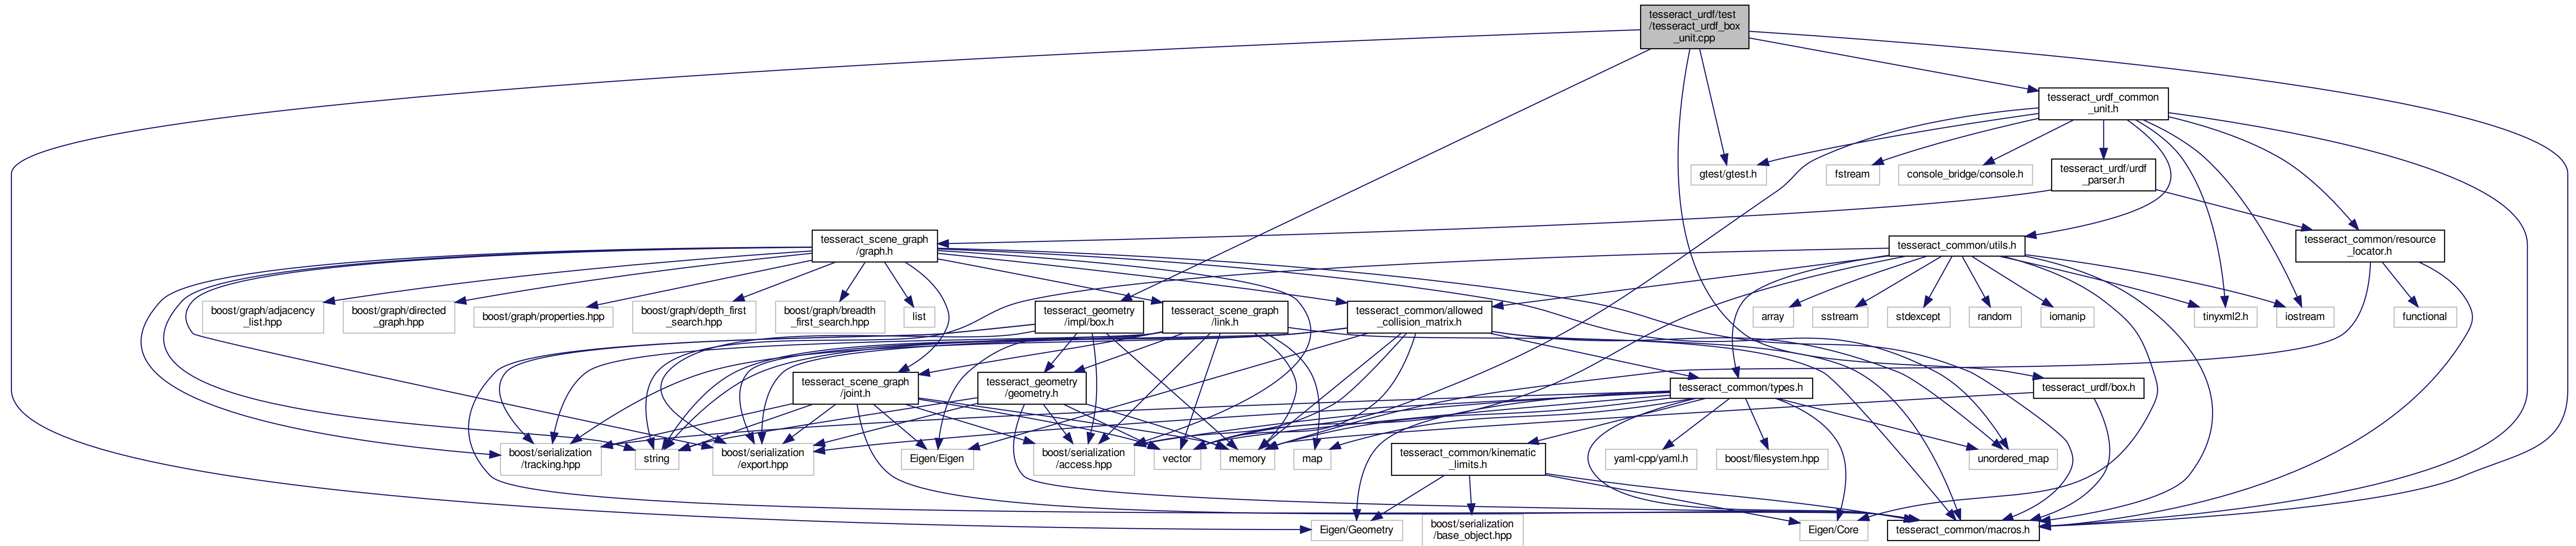 tesseract_urdf/test
/tesseract_urdf_box
_unit.cpp
tesseract_urdf_common
_unit.h
gtest/gtest.h
fstream
console_bridge/console.h
tesseract_urdf/urdf
_parser.h
tesseract_scene_graph
/graph.h
tesseract_common/utils.h
tesseract_common/resource
_locator.h
boost/graph/adjacency
_list.hpp
boost/graph/directed
_graph.hpp
boost/graph/properties.hpp
boost/graph/depth_first
_search.hpp
boost/graph/breadth
_first_search.hpp
list
tesseract_geometry
/impl/box.h
tesseract_scene_graph
/link.h
tesseract_common/allowed
_collision_matrix.h
array
sstream
stdexcept
random
iomanip
tinyxml2.h
iostream
functional
tesseract_scene_graph
/joint.h
tesseract_geometry
/geometry.h
tesseract_common/types.h
tesseract_urdf/box.h
boost/serialization
/tracking.hpp
string
boost/serialization
/export.hpp
Eigen/Eigen
boost/serialization
/access.hpp
vector
memory
map
tesseract_common/kinematic
_limits.h
yaml-cpp/yaml.h
boost/filesystem.hpp
unordered_map
Eigen/Geometry
boost/serialization
/base_object.hpp
Eigen/Core
tesseract_common/macros.h